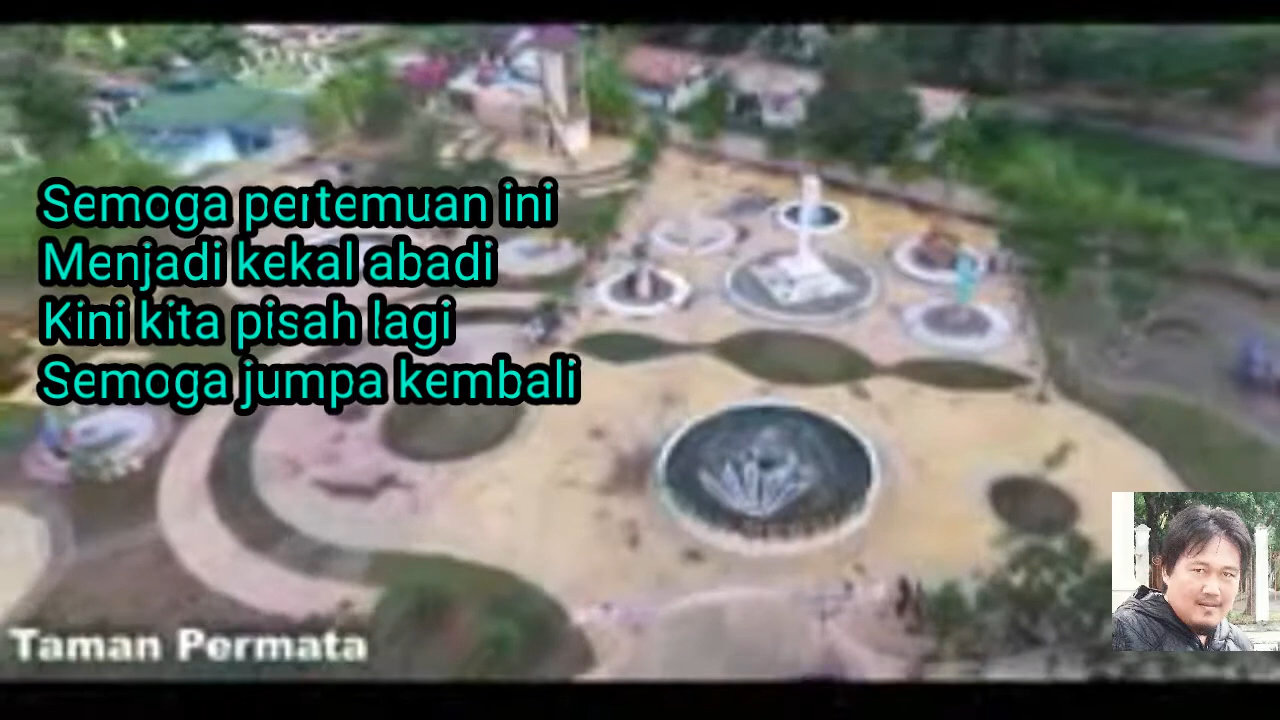 Semoga pertemuan ini
Menjadi kekal abadi
Kini kita pisah lagi
Semoga jumpa kembali
Taman Permata